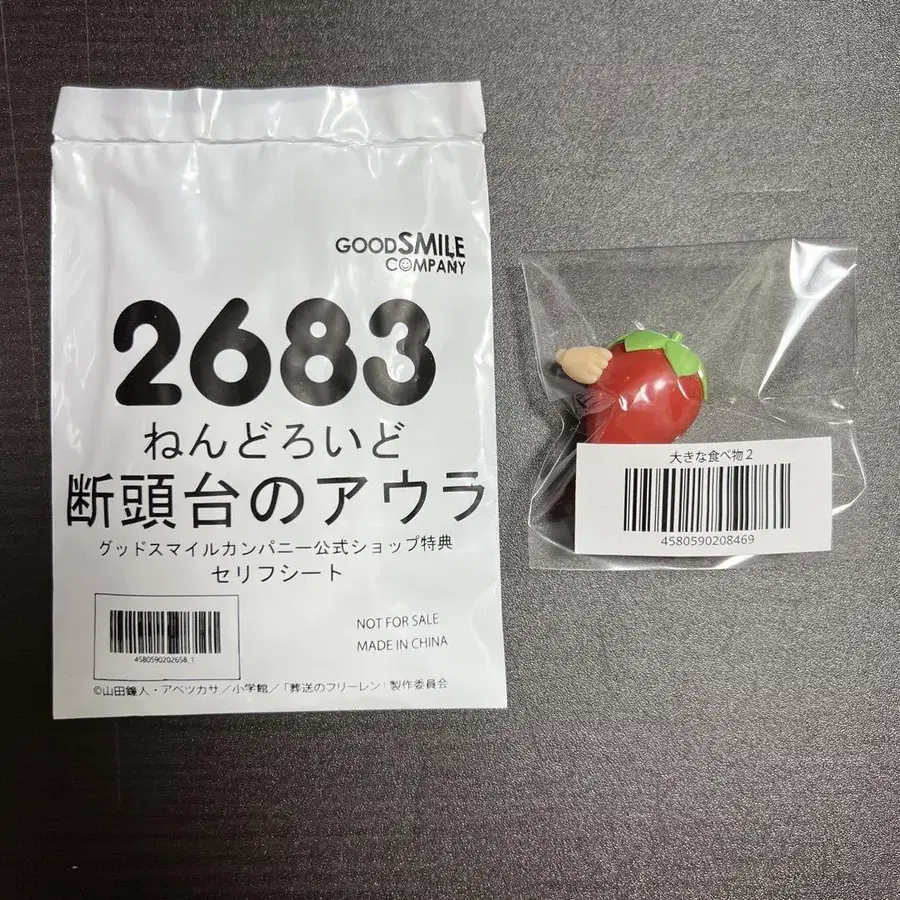 GOODSMILE
COMPANY
2683
ねんどろいど
断頭台のアウラ
グッドスマイルカンパニー公式ショップ特典
セリフシート
4580590202658_1
NOT FOR SALE
MADE IN CHINA
©山田鐘人・アベツカサ／小学館／「葬送のフリーレン」製作委員会
大きな食べ物2
4580590208469